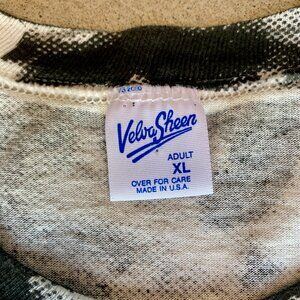 Velva Sheen
ADULT
XL
OVER FOR CARE
MADE IN U.S.A.